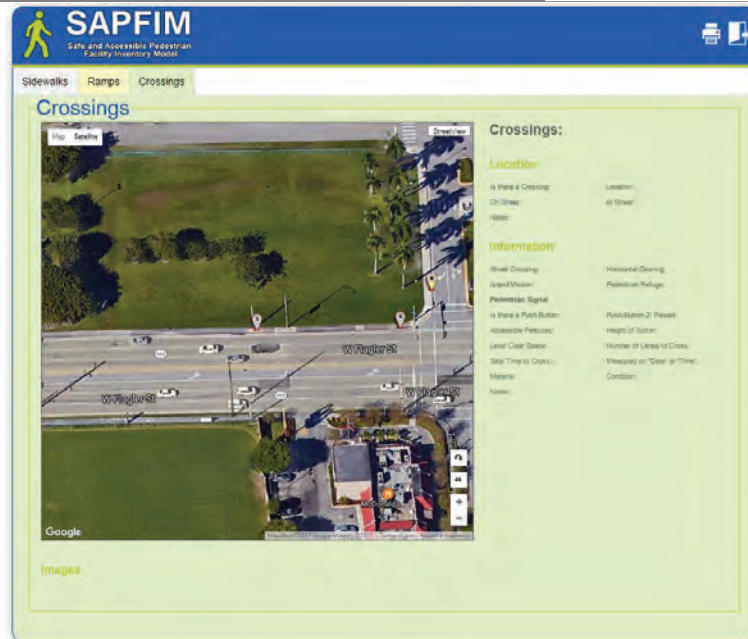 SAPFIM
Safe and Accessible Pedestrian
Facility Inventory Model
Sidewalks Ramps Crossings
Crossings
Map Satellite StreetView
W Flagler St
W Flagler St W Flagler St
Google
Images
Crossings:
Location
Is there a Crossing: Location:
On Street: At Street:
Notes:
Information
Street Crossing: Horizontal Opening:
Island/Median: Pedestrian Refuge:
Pedestrian Signal
Is there a Push Button: Push Button 2" Raised:
Accessible Features: Height of Button:
Level Clear Space: Number of Lanes to Cross:
Total Time to Cross: Measured on "Date" at "Time":
Material: Condition:
Notes: